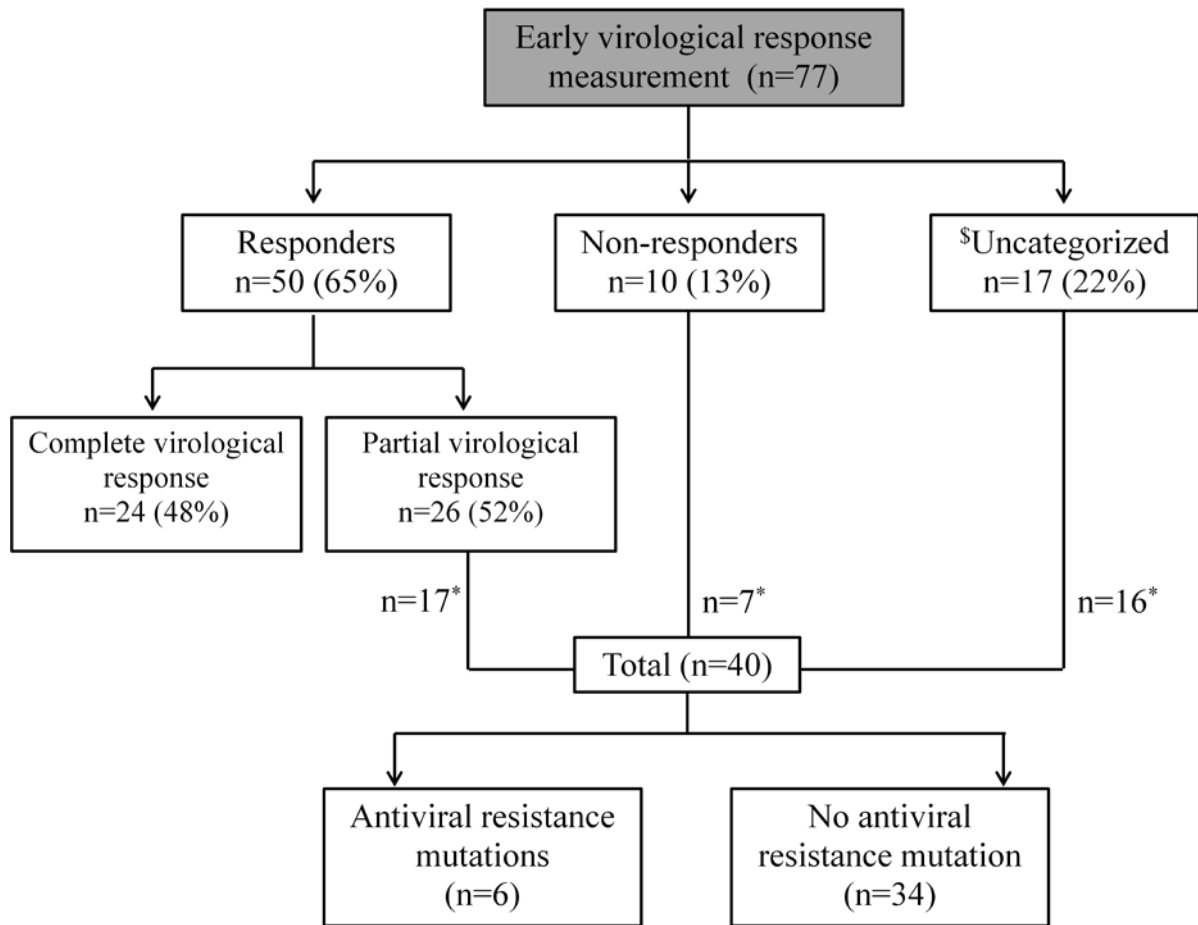 Early virological response
measurement (n=77)
Responders
n=50 (65%)
Non-responders
n=10 (13%)
$Uncategorized
n=17 (22%)
Complete virological
response
n=24 (48%)
Partial virological
response
n=26 (52%)
n=17*
n=7*
n=16*
Total (n=40)
Antiviral resistance
mutations
(n=6)
No antiviral
resistance mutation
(n=34)